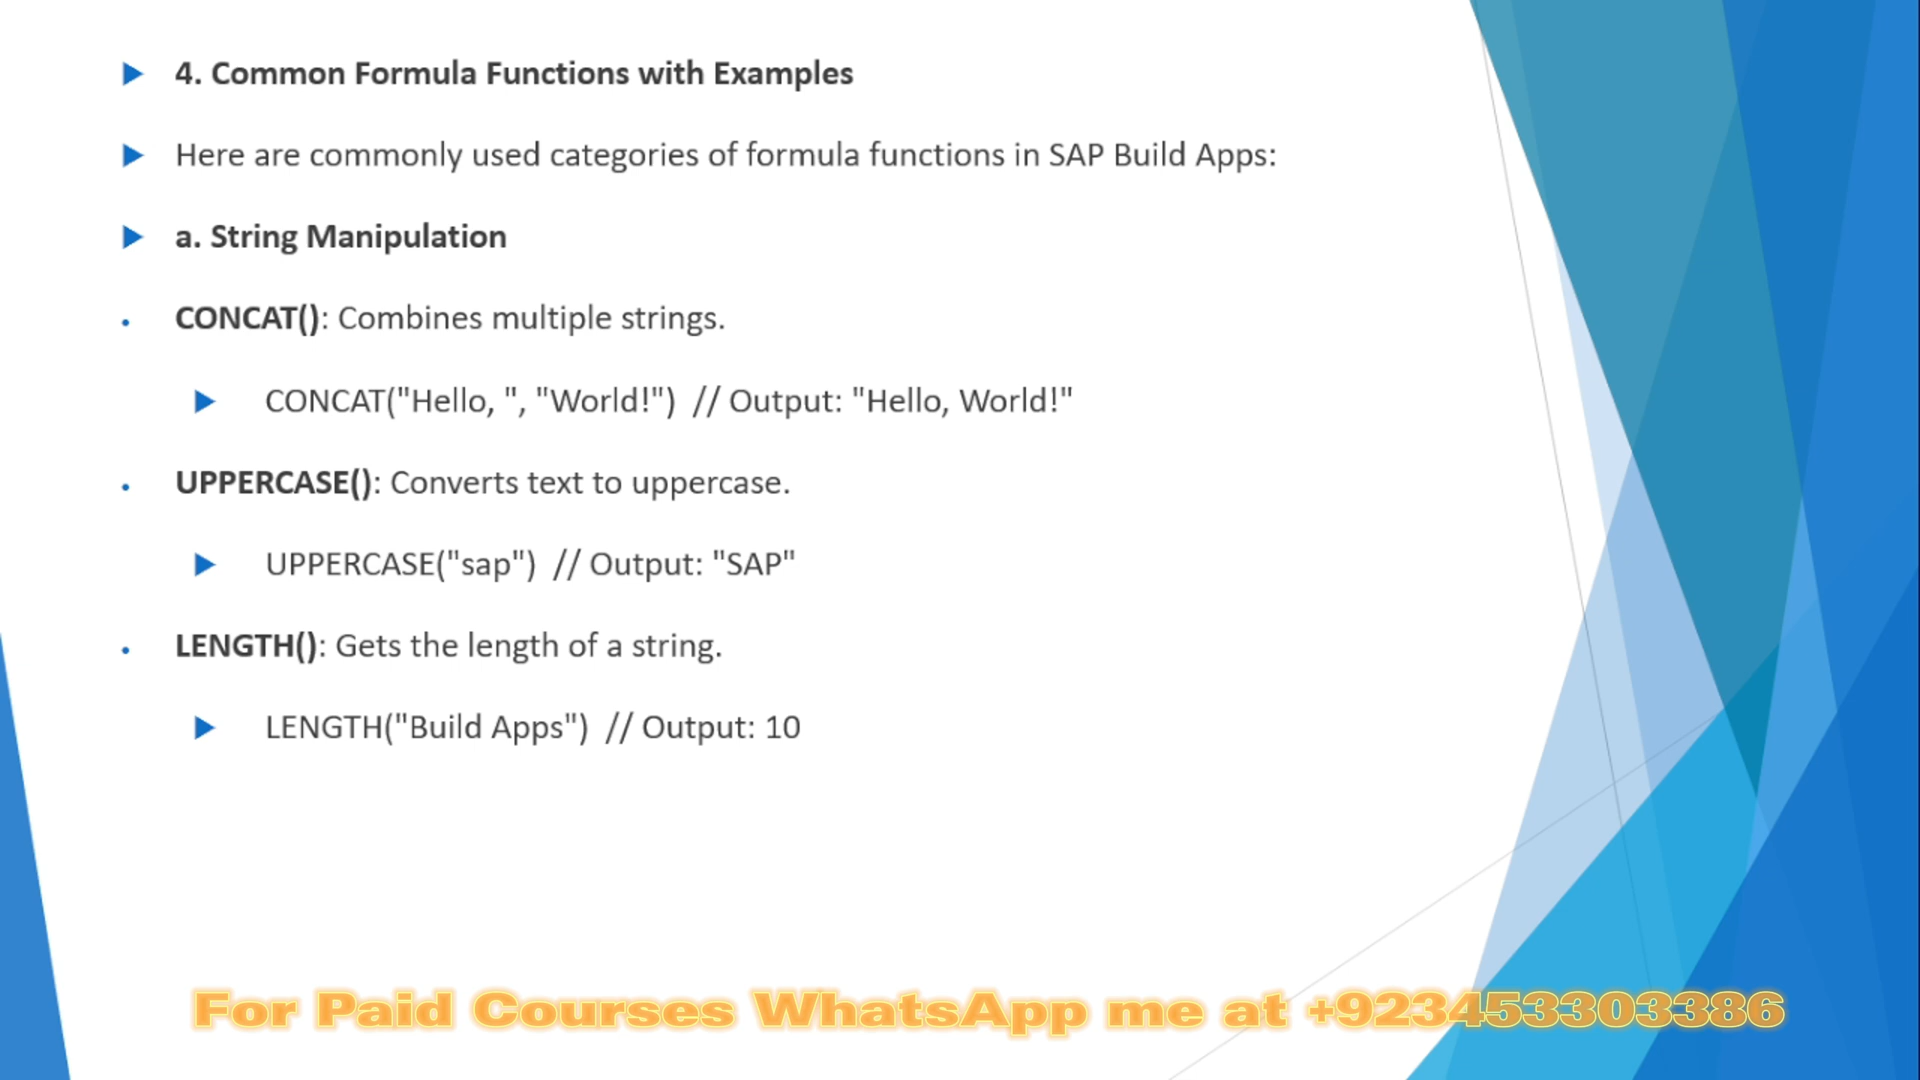 4. Common Formula Functions with Examples
Here are commonly used categories of formula functions in SAP Build Apps:
a. String Manipulation
CONCAT(): Combines multiple strings.
CONCAT("Hello, ", "World!")  // Output: "Hello, World!"
UPPERCASE(): Converts text to uppercase.
UPPERCASE("sap")  // Output: "SAP"
LENGTH(): Gets the length of a string.
LENGTH("Build Apps")  // Output: 10
For Paid Courses WhatsApp me at +923453303386